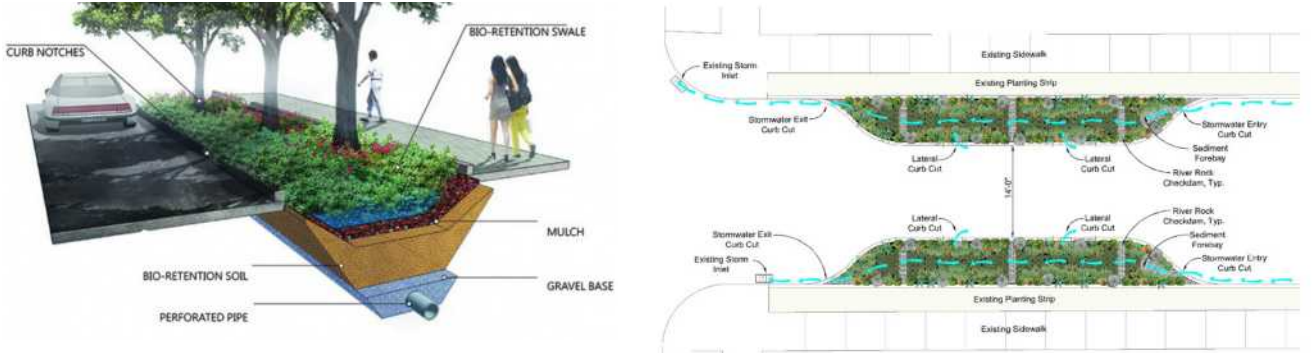 BIO-RETENTION SWALE
CURB NOTCHES
MULCH
BIO-RETENTION SOIL
GRAVEL BASE
PERFORATED PIPE
Existing Sidewalk
Existing Storm
Inlet
Existing Planting Strip
Stormwater Exit
Curb Cut
Stormwater Entry
Curb Cut
Lateral
Curb Cut
Lateral
Curb Cut
Sediment
Forebay
River Rock
Checkdam, Typ.
14'-0"
Lateral
Curb Cut
Lateral
Curb Cut
River Rock
Checkdam, Typ.
Stormwater Exit
Curb Cut
Sediment
Forebay
Existing Storm
Inlet
Stormwater Entry
Curb Cut
Existing Planting Strip
Existing Sidewalk